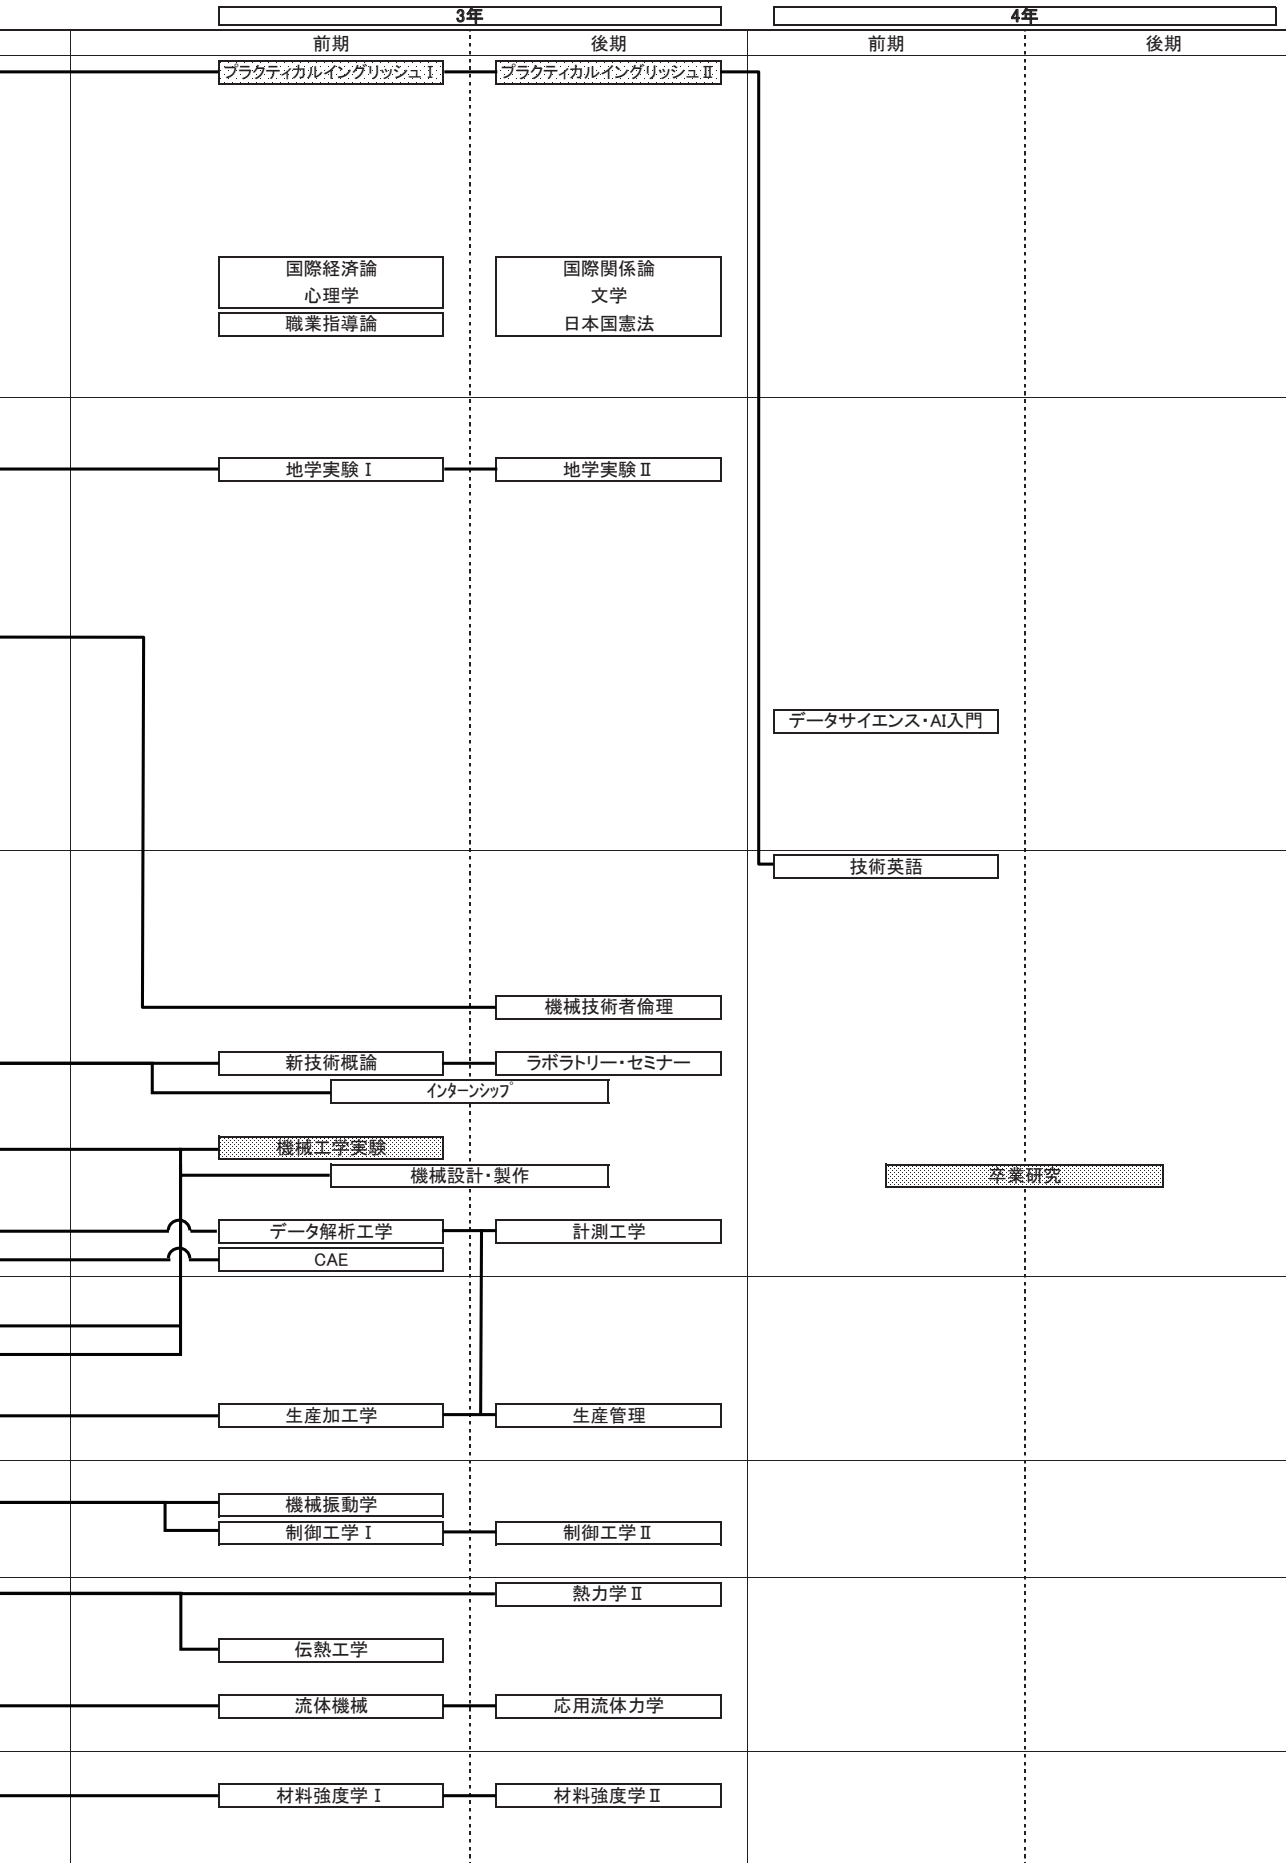 3年
4年
前期
後期
前期
後期
プラクティカルイングリッシュⅠ
プラクティカルイングリッシュⅡ
国際経済論
心理学
職業指導論
国際関係論
文学
日本国憲法
地学実験Ⅰ
地学実験Ⅱ
データサイエンス・AI入門
技術英語
機械技術者倫理
新技術概論
ラボラトリー・セミナー
インターンシップ
機械工学実験
機械設計・製作
卒業研究
データ解析工学
計測工学
CAE
生産加工学
生産管理
機械振動学
制御工学Ⅰ
制御工学Ⅱ
熱力学Ⅱ
伝熱工学
流体機械
応用流体力学
材料強度学Ⅰ
材料強度学Ⅱ